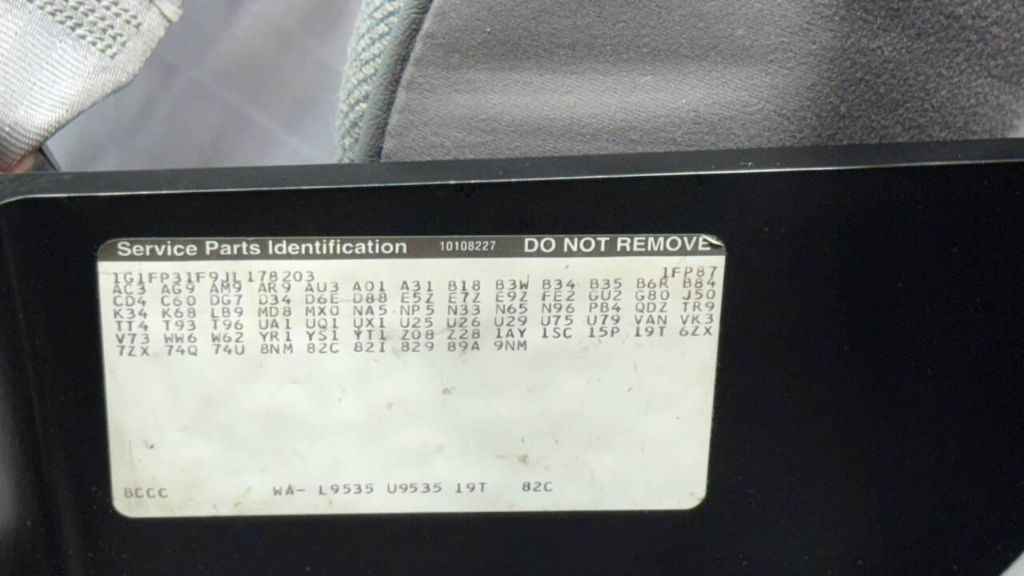 Service Parts Identification 10108227 DO NOT REMOVE
1G1FP31F9JL178203 1FP87
AC3 AG9 AM9 AR9 AU3 A01 A31 B18 B3W B34 B35 B6R B84
CD4 C60 DG7 D34 D6E D88 E5Z E7Z E9Z FE2 GU2 G80 J50
K34 K68 LB9 MD8 MX0 NA5 NP5 N33 N65 N96 PB4 QDZ TR9
TT4 T93 T96 UA1 UQ1 UX1 U25 U26 U29 U75 U79 VAN VK3
V73 WW6 W62 YR1 YS1 YT1 Z08 Z28 1AY 1SC 15P 19T 6ZX
7ZX 74Q 74U 8NM 82C 82I 829 89A 9NM
BCCC WA- L9535 U9535 19T 82C